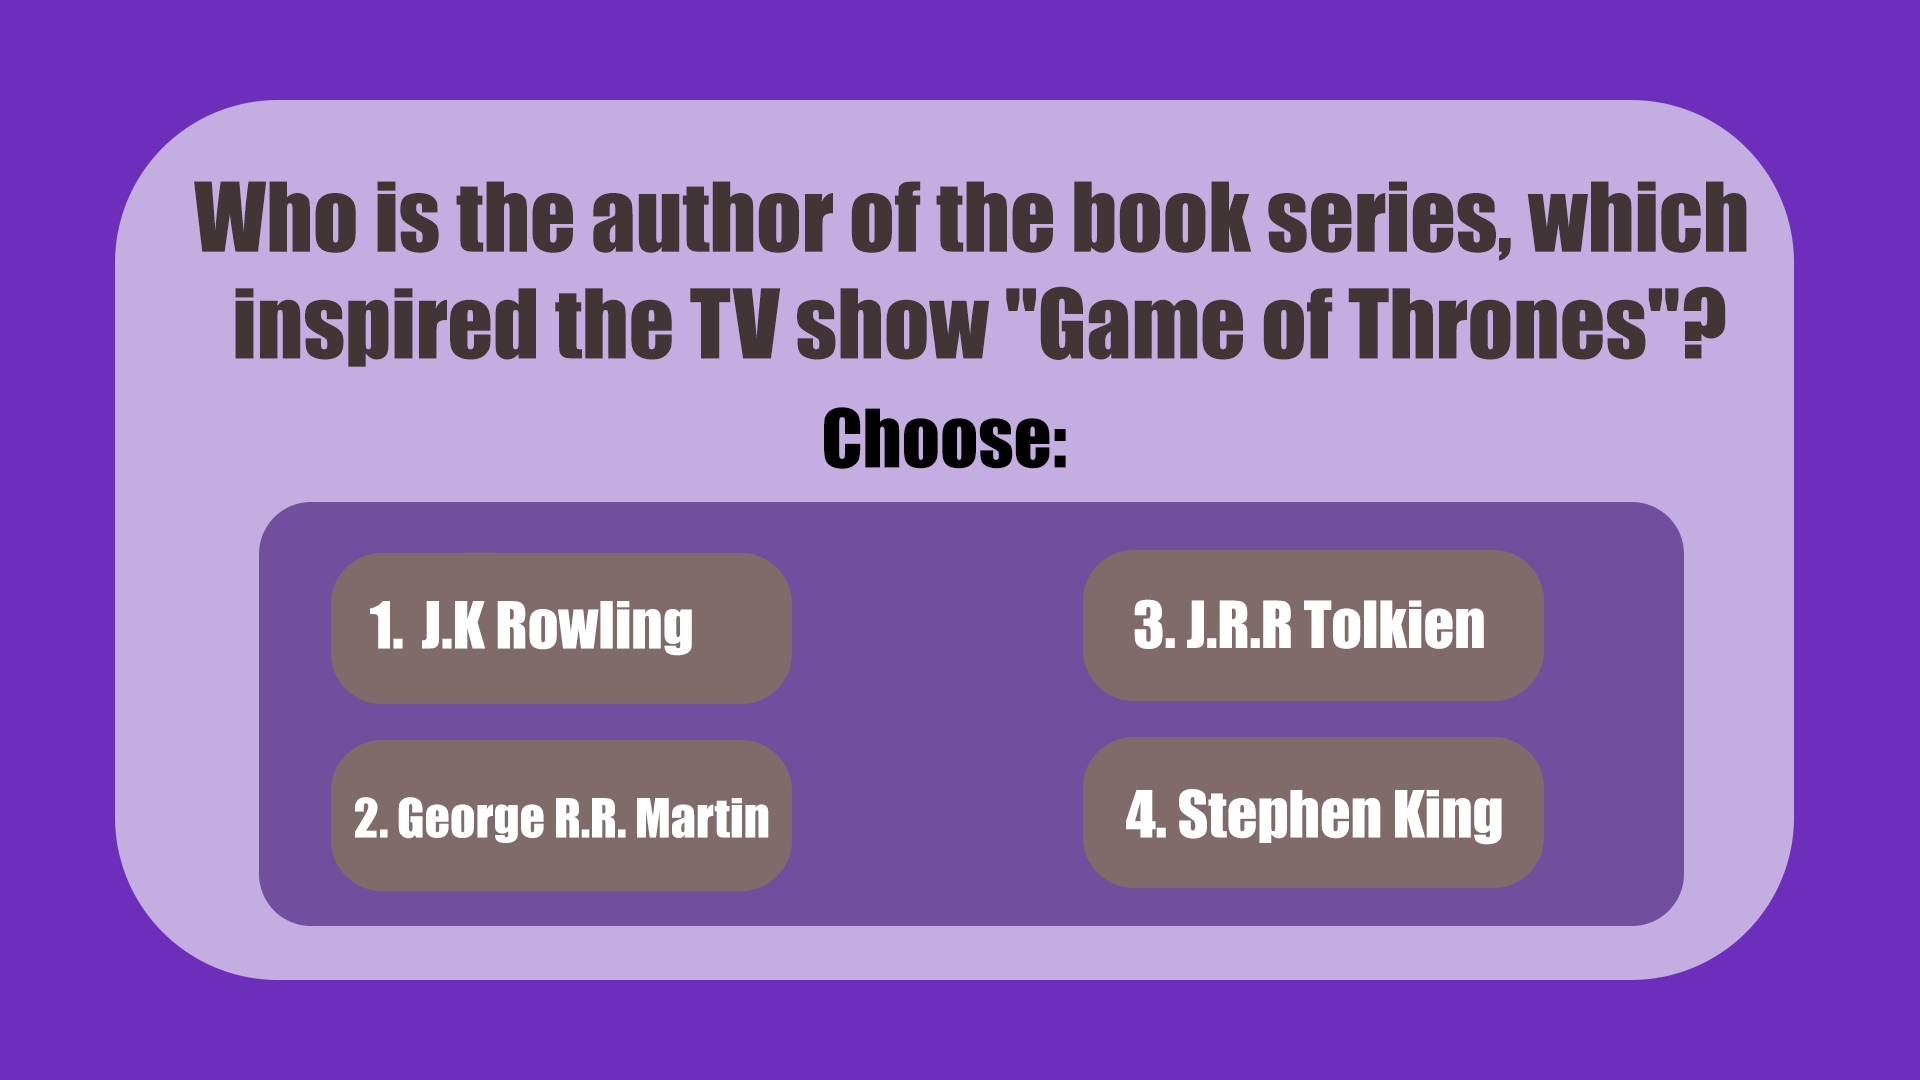 Who is the author of the book series, which
inspired the TV show "Game of Thrones"?
Choose:
1. J.K Rowling
2. George R.R. Martin
3. J.R.R Tolkien
4. Stephen King